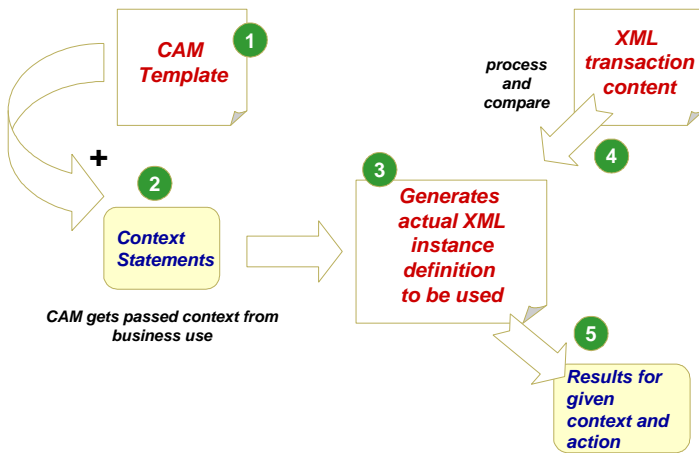 1
CAM
Template
+
2
Context
Statements
CAM gets passed context from
business use
3
Generates
actual XML
instance
definition
to be used
process
and
compare
XML
transaction
content
4
5
Results for
given
context and
action